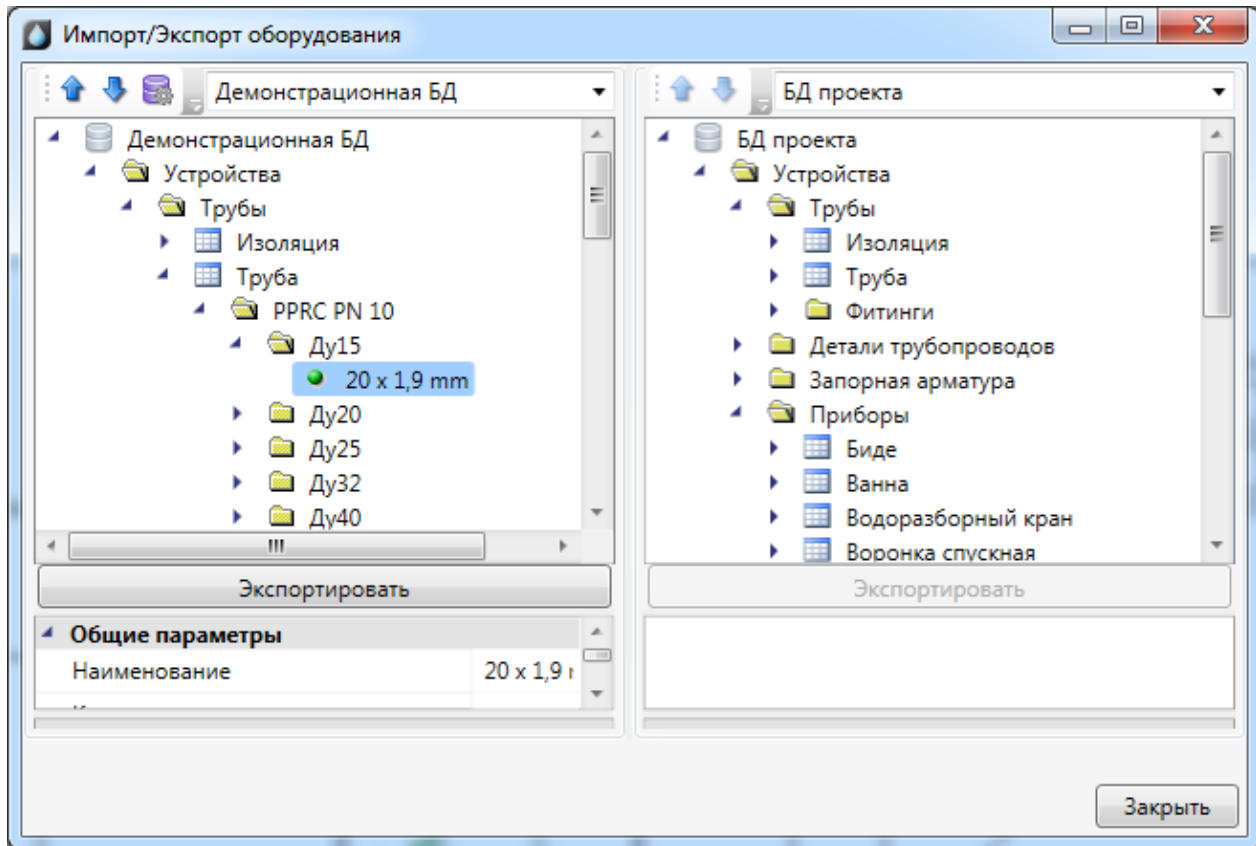 Импорт/Экспорт оборудования
Демонстрационная БД
Демонстрационная БД
Устройства
Трубы
Изоляция
Труба
PPRC PN 10
Ду15
20 x 1,9 mm
Ду20
Ду25
Ду32
Ду40
Экспортировать
Общие параметры
Наименование 20 x 1,9
БД проекта
БД проекта
Устройства
Трубы
Изоляция
Труба
Фитинги
Детали трубопроводов
Запорная арматура
Приборы
Биде
Ванна
Водоразборный кран
Воронка спускная
Экспортировать
Закрыть